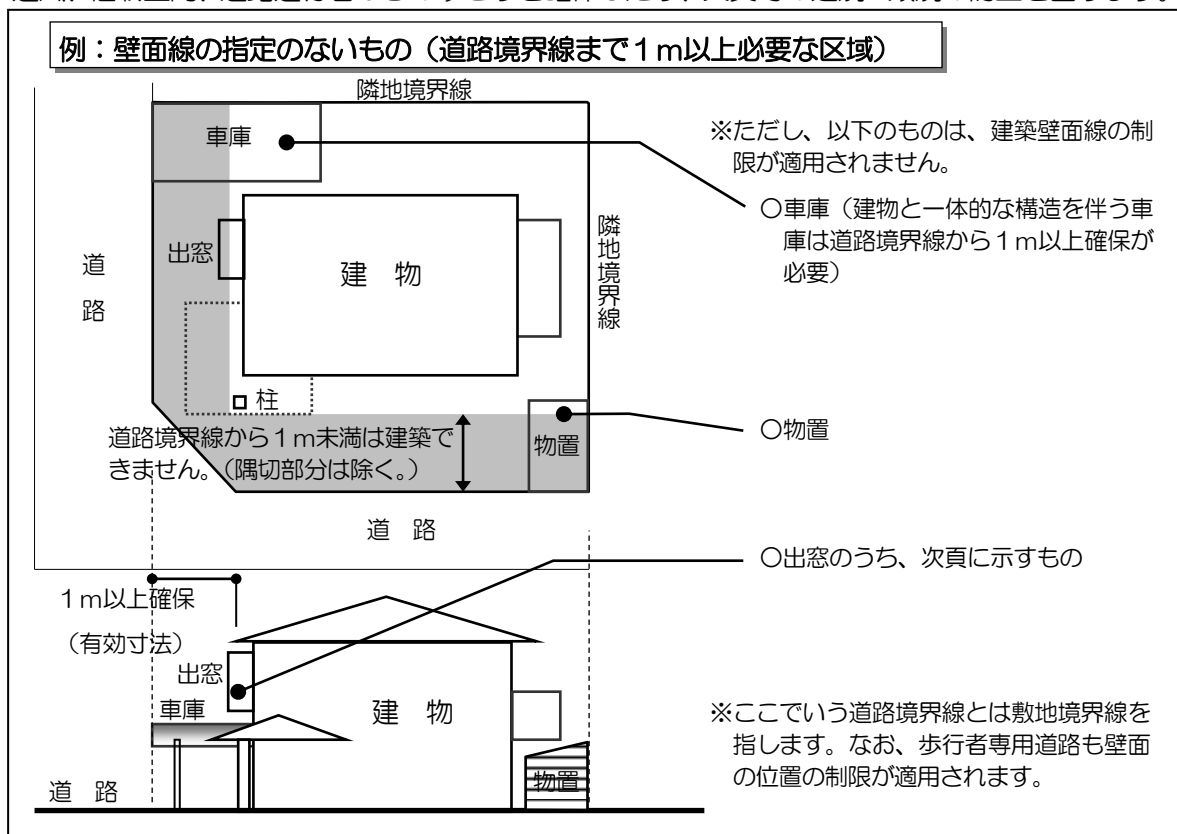 例：壁面線の指定のないもの（道路境界線まで１ｍ以上必要な区域）
隣地境界線
車庫
※ただし、以下のものは、建築壁面線の制
限が適用されません。
○車庫（建物と一体的な構造を伴う車
庫は道路境界線から１ｍ以上確保が
必要）
隣地境界線
出窓
道路
建　物
柱
道路境界線から１ｍ未満は建築で
きません。（隅切部分は除く。）
物置
○物置
道　路
○出窓のうち、次頁に示すもの
１ｍ以上確保
（有効寸法）
出窓
車庫
建　物
※ここでいう道路境界線とは敷地境界線を
指します。なお、歩行者専用道路も壁面
の位置の制限が適用されます。
物置
道　路